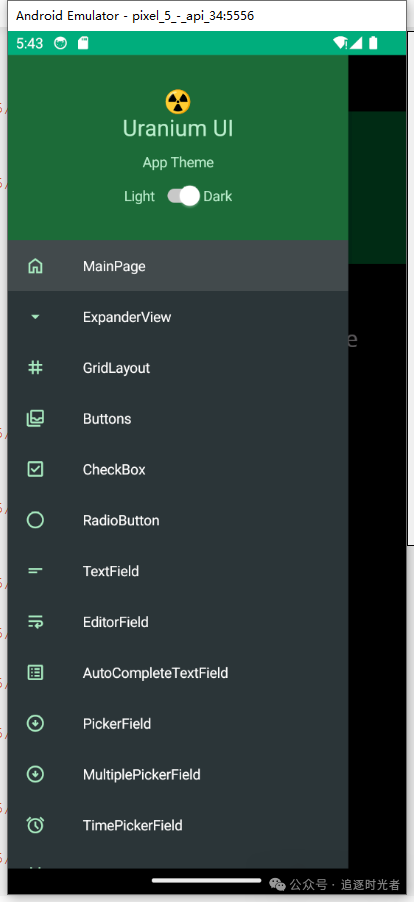 Android Emulator - pixel_5_-_api_34:5556
5:43
Uranium UI
App Theme
Light Dark
MainPage
ExpanderView
e
GridLayout
Buttons
CheckBox
RadioButton
TextField
EditorField
AutoCompleteTextField
PickerField
MultiplePickerField
TimePickerField
公众号 · 追逐时光者